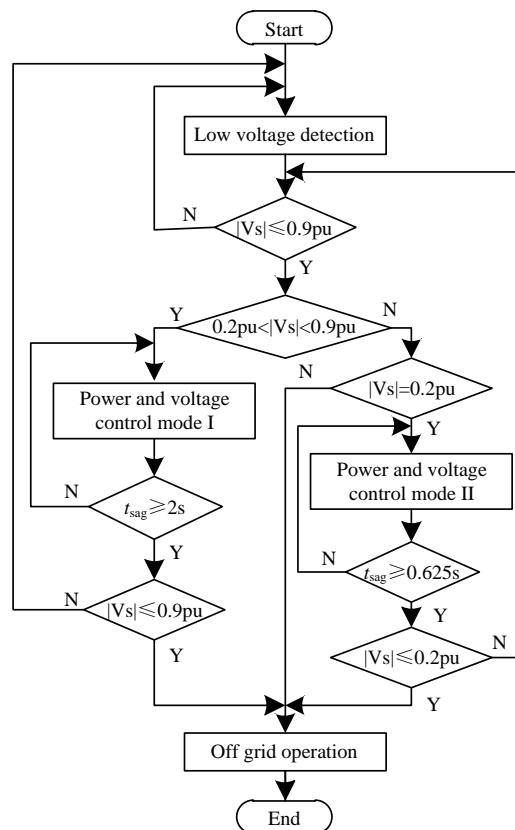 Start
Low voltage detection
N
|Vs|≤0.9pu
Y
Y
0.2pu<|Vs|<0.9pu
N
N
|Vs|=0.2pu
Y
Power and voltage
control mode I
Power and voltage
control mode II
N
tsag≥2s
Y
N
tsag≥0.625s
Y
N
|Vs|≤0.9pu
Y
|Vs|≤0.2pu
N
Y
Off grid operation
End